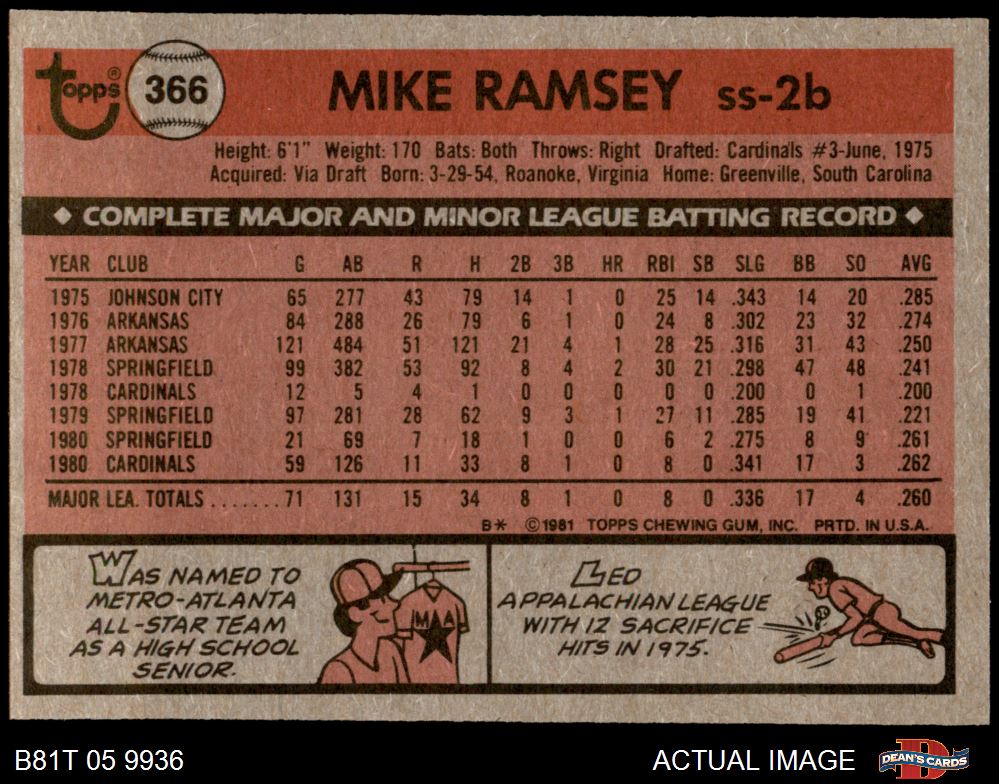 topps® 366 MIKE RAMSEY ss-2b
Height: 6'1" Weight: 170 Bats: Both Throws: Right Drafted: Cardinals #3-June, 1975
Acquired: Via Draft Born: 3-29-54, Roanoke, Virginia Home: Greenville, South Carolina
◆ COMPLETE MAJOR AND MINOR LEAGUE BATTING RECORD ◆
YEAR CLUB G AB R H 2B 3B HR RBI SB SLG BB SO AVG
1975 JOHNSON CITY 65 277 43 79 14 1 0 25 14 .343 14 20 .285
1976 ARKANSAS 84 288 26 79 6 1 0 24 8 .302 23 32 .274
1977 ARKANSAS 121 484 51 121 21 4 1 28 25 .316 31 43 .250
1978 SPRINGFIELD 99 382 53 92 8 4 2 30 21 .298 47 48 .241
1978 CARDINALS 12 5 4 1 0 0 0 0 0 .200 0 1 .200
1979 SPRINGFIELD 97 281 28 62 9 3 1 27 11 .285 19 41 .221
1980 SPRINGFIELD 21 69 7 18 1 0 0 6 2 .275 8 9 .261
1980 CARDINALS 59 126 11 33 8 1 0 8 0 .341 17 3 .262
MAJOR LEA. TOTALS ....... 71 131 15 34 8 1 0 8 0 .336 17 4 .260
B* ©1981 TOPPS CHEWING GUM, INC. PRTD. IN U.S.A.
WAS NAMED TO
METRO-ATLANTA
ALL-STAR TEAM
AS A HIGH SCHOOL
SENIOR.
MAA
LED
APPALACHIAN LEAGUE
WITH 12 SACRIFICE
HITS IN 1975.
B81T 05 9936 ACTUAL IMAGE
DEAN'S CARDS